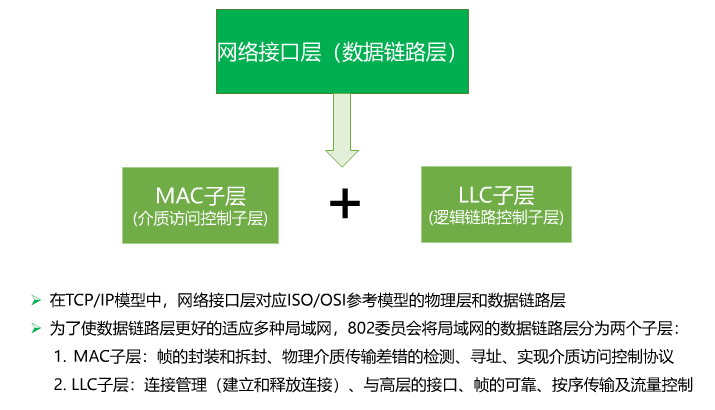 网络接口层（数据链路层）
MAC子层
(介质访问控制子层)
+
LLC子层
(逻辑链路控制子层)
在TCP/IP模型中，网络接口层对应ISO/OSI参考模型的物理层和数据链路层
为了使数据链路层更好的适应多种局域网，802委员会将局域网的数据链路层分为两个子层：
1. MAC子层：帧的封装和拆封、物理介质传输差错的检测、寻址、实现介质访问控制协议
2. LLC子层：连接管理（建立和释放连接）、与高层的接口、帧的可靠、按序传输及流量控制